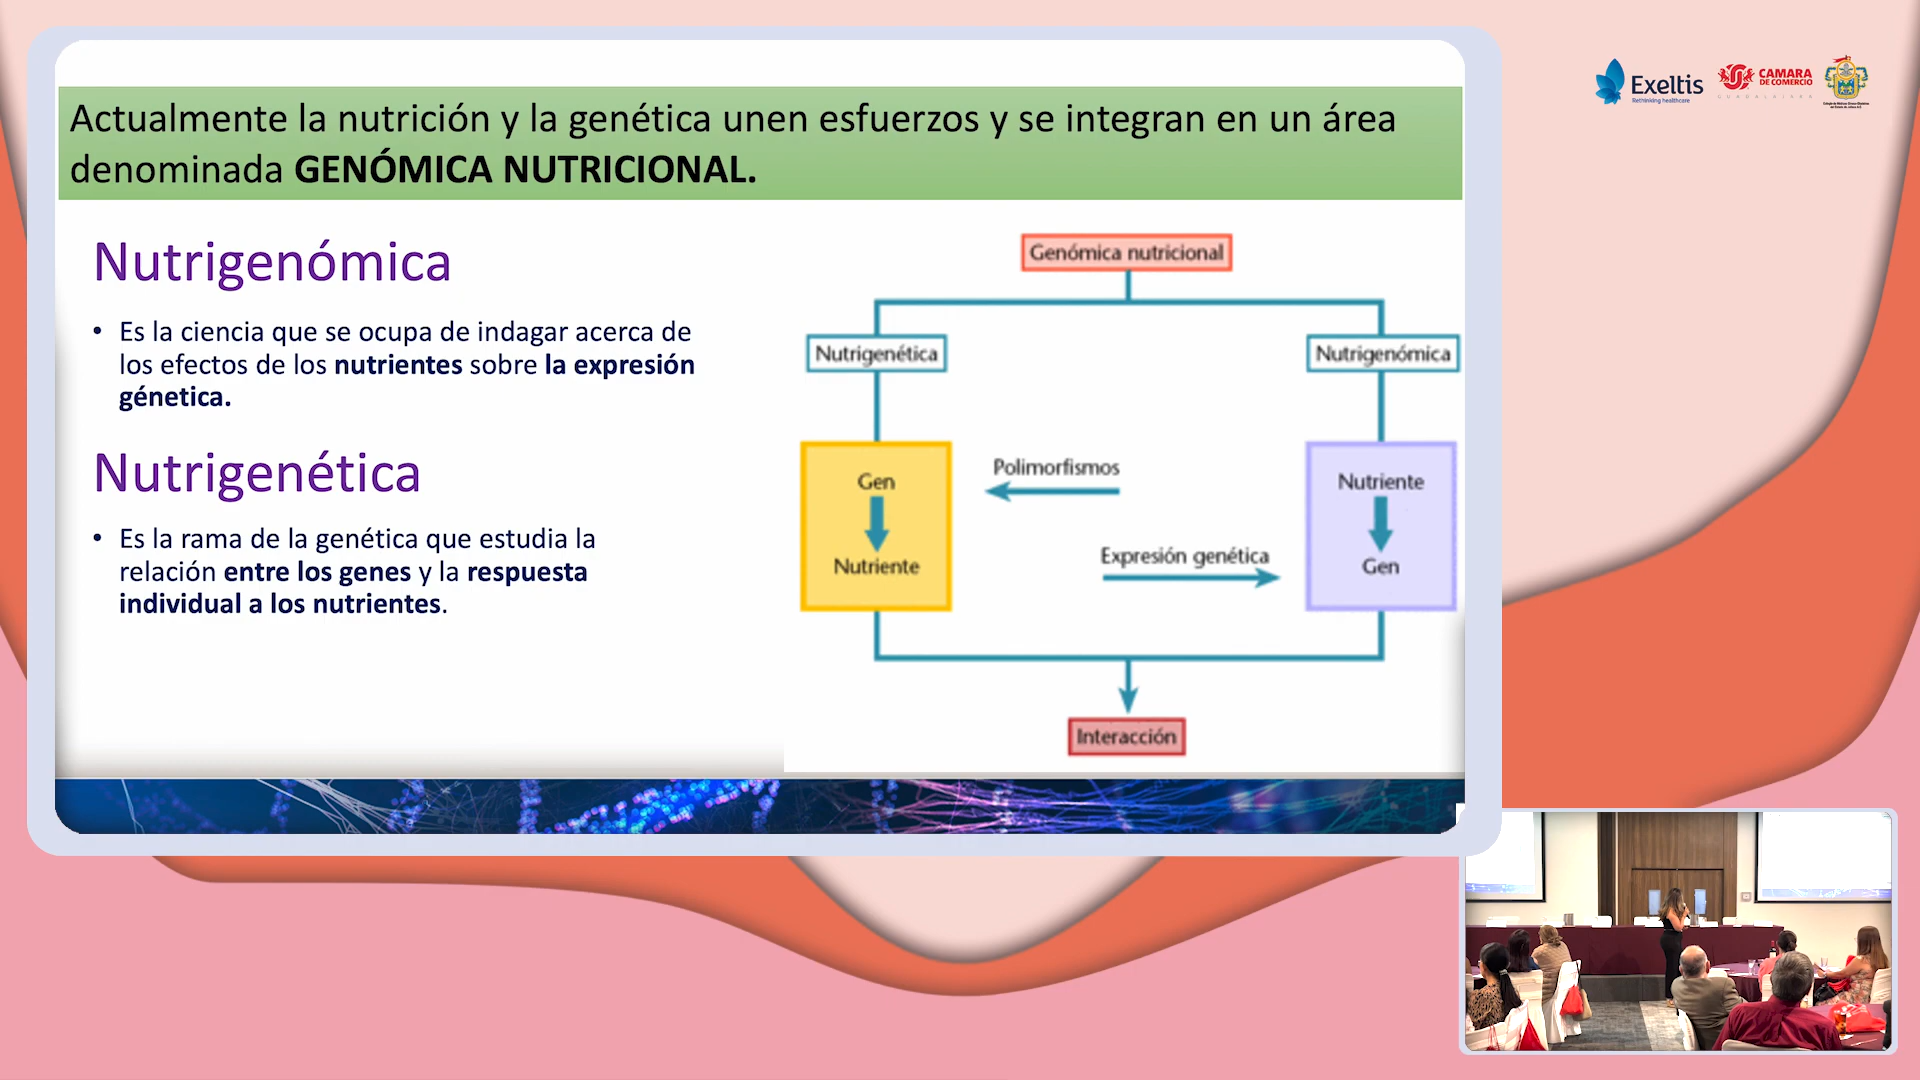 Actualmente la nutrición y la genética unen esfuerzos y se integran en un área
denominada GENÓMICA NUTRICIONAL.
Nutrigenómica
• Es la ciencia que se ocupa de indagar acerca de
los efectos de los nutrientes sobre la expresión
génetica.
Nutrigenética
• Es la rama de la genética que estudia la
relación entre los genes y la respuesta
individual a los nutrientes.
Genómica nutricional
Nutrigenética
Nutrigenómica
Gen
Nutriente
Polimorfismos
Expresión genética
Nutriente
Gen
Interacción
Exeltis
Rethinking healthcare
CAMARA
DE COMERCIO
GUADALAJARA